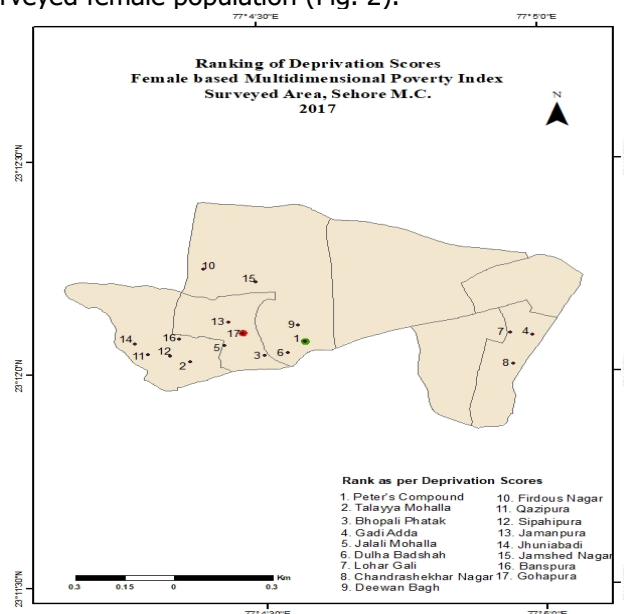 rveyed female population (Fig. 2).
77°4'30"E
77°5'0"E
Ranking of Deprivation Scores
Female based Multidimensional Poverty Index
Surveyed Area, Sehore M.C.
2017
N
23°12'30"N
10
15
13
17
9
1
14
16
5
11
12
2
3
6
7
4
8
23°12'0"N
Rank as per Deprivation Scores
1. Peter's Compound
2. Talayya Mohalla
3. Bhopali Phatak
4. Gadi Adda
5. Jalali Mohalla
6. Dulha Badshah
7. Lohar Gali
8. Chandrashekhar Nagar
9. Deewan Bagh
10. Firdous Nagar
11. Qazipura
12. Sipahipura
13. Jamanpura
14. Jhuniabadi
15. Jamshed Nagar
16. Banspura
17. Gohapura
0.3 0.15 0 0.3 Km
23°11'30"N
77°4'30"E
77°5'0"E